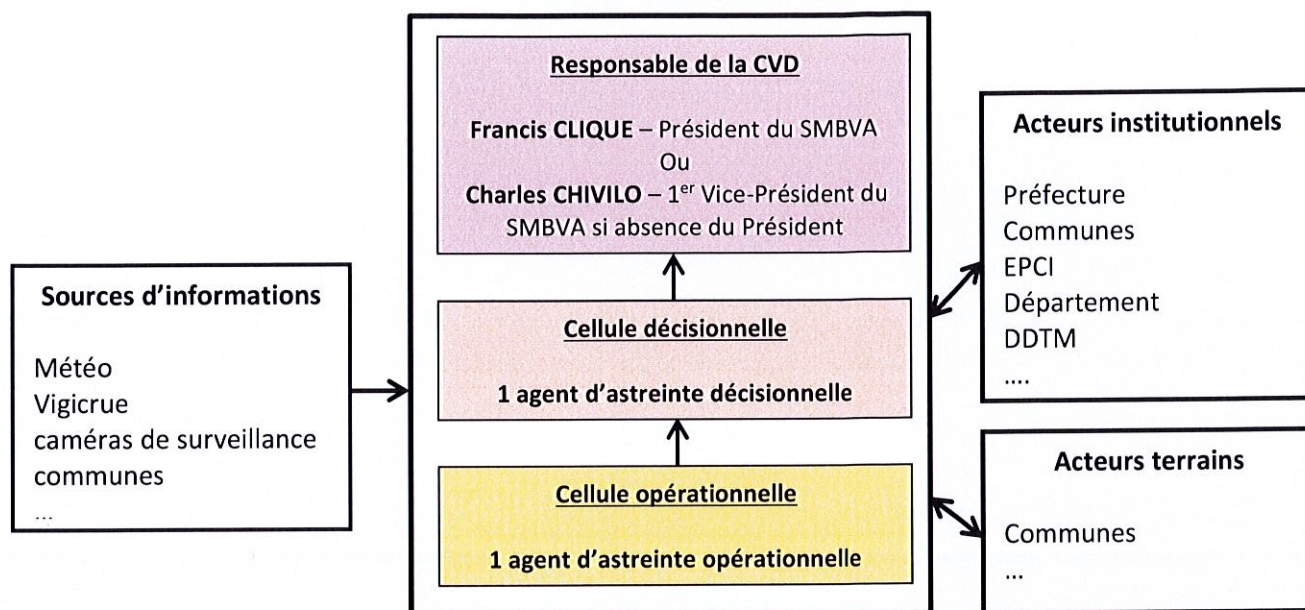 Sources d'informations
Météo
Vigicrue
caméras de surveillance
communes
...
Responsable de la CVD
Francis CLIQUE – Président du SMBVA
Ou
Charles CHIVILO – 1er Vice-Président du
SMBVA si absence du Président
Cellule décisionnelle
1 agent d'astreinte décisionnelle
Cellule opérationnelle
1 agent d'astreinte opérationnelle
Acteurs institutionnels
Préfecture
Communes
EPCI
Département
DDTM
....
Acteurs terrains
Communes
...